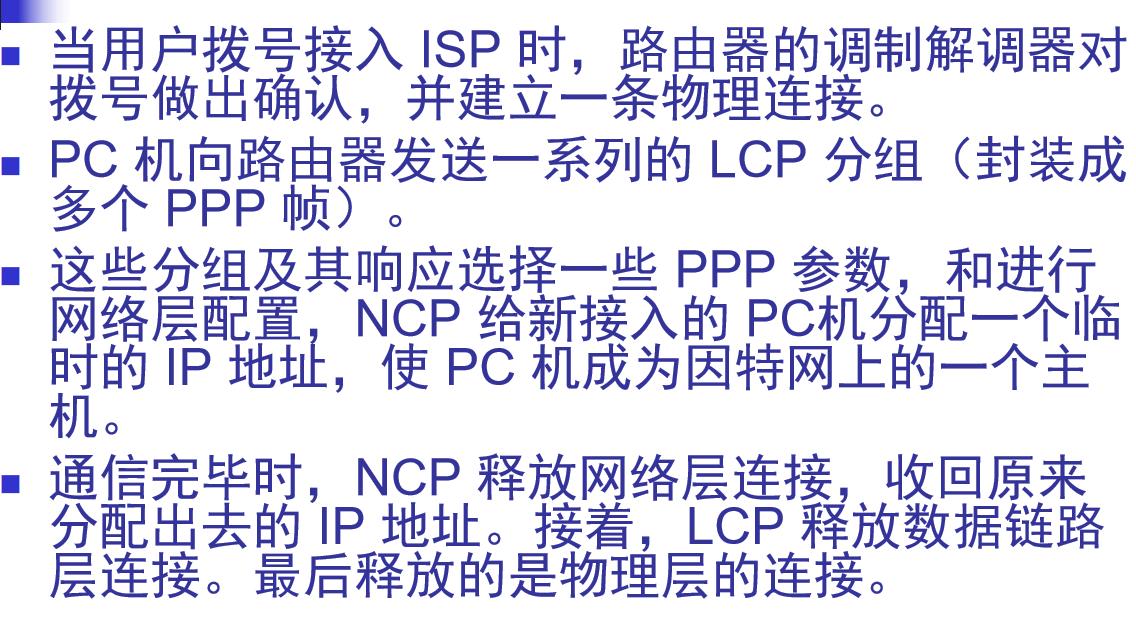 当用户拨号接入 ISP 时，路由器的调制解调器对
拨号做出确认，并建立一条物理连接。
PC 机向路由器发送一系列的 LCP 分组（封装成
多个 PPP 帧）。
这些分组及其响应选择一些 PPP 参数，和进行
网络层配置，NCP 给新接入的 PC机分配一个临
时的 IP 地址，使 PC 机成为因特网上的一个主
机。
通信完毕时，NCP 释放网络层连接，收回原来
分配出去的 IP 地址。接着，LCP 释放数据链路
层连接。最后释放的是物理层的连接。